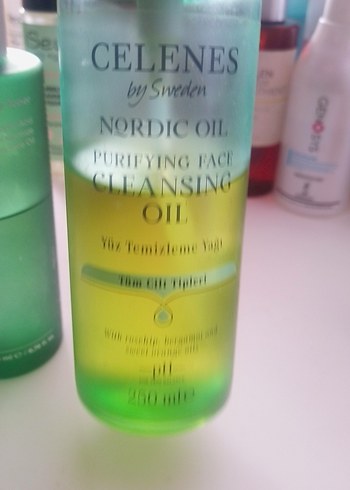 CELENES
by Sweden
NORDIC OIL
PURIFYING FACE
CLEANSING
OIL
Yüz Temizleme Yağı
Tüm Cilt Tipleri
with rosehip, bergamot and
sweet orange oils
pH
250 ml e
GENOSYS